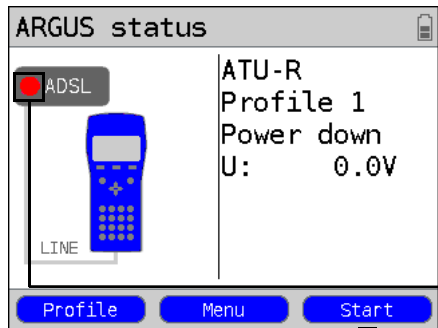 ARGUS status
ADSL
LINE
ATU-R
Profile 1
Power down
U: 0.0V
Profile
Menu
Start